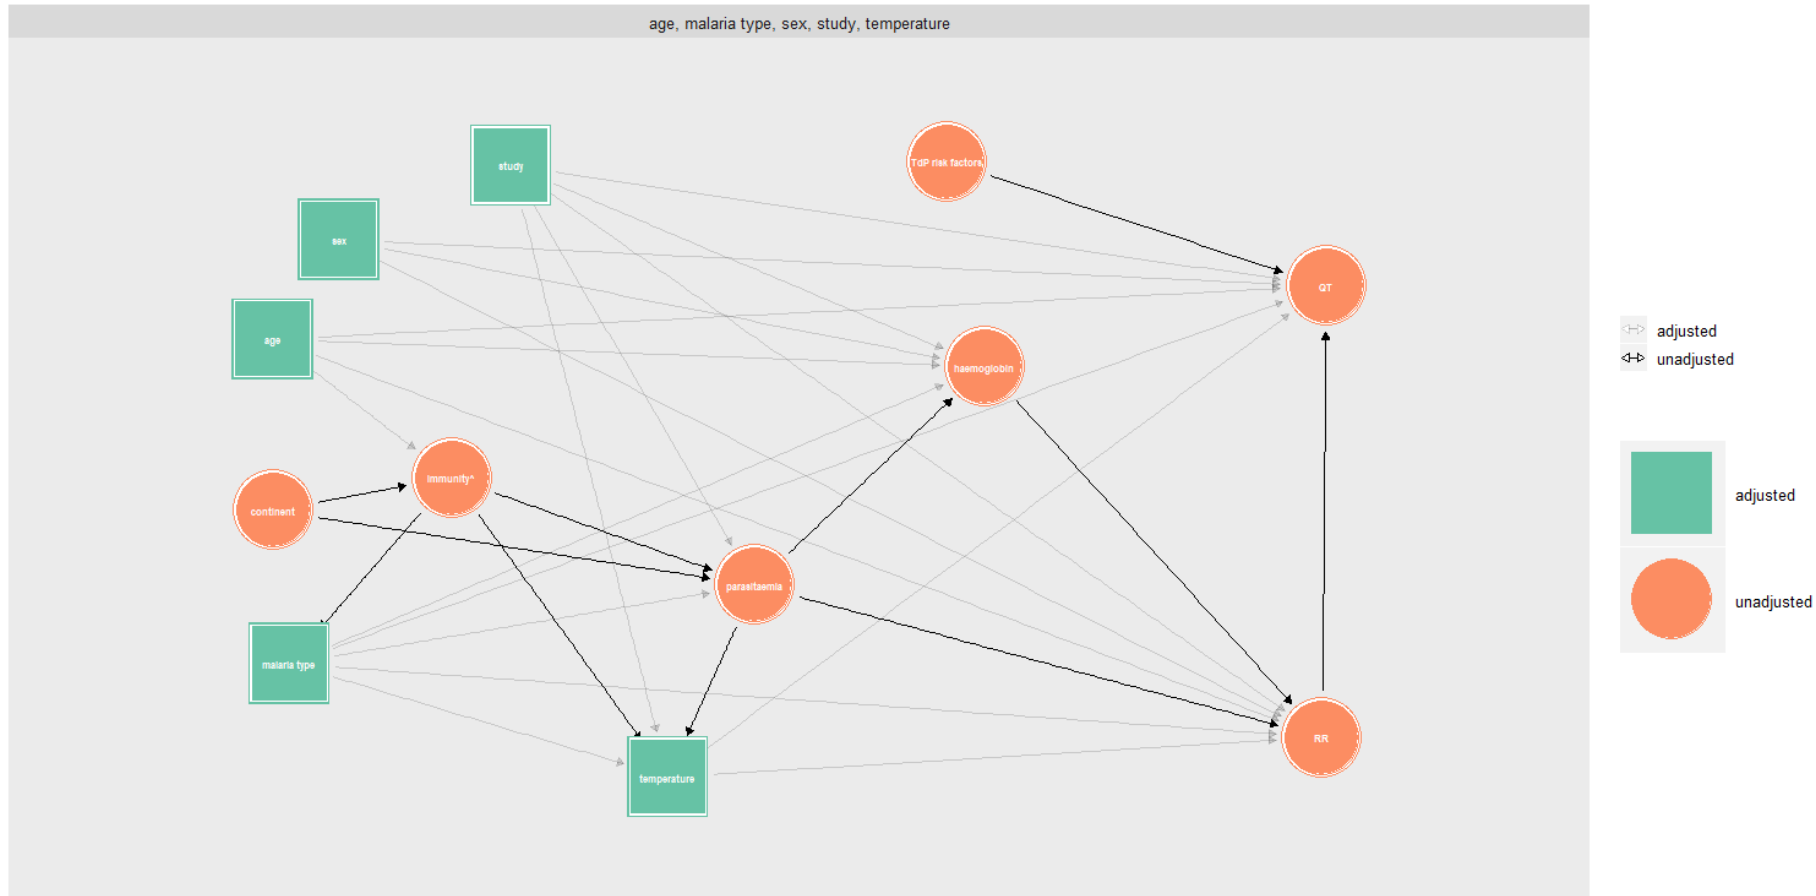 age, malaria type, sex, study, temperature
study
TdP risk factors
sex
QT
age
haemoglobin
immunity^
continent
parasitaemia
malaria type
RR
temperature
adjusted
unadjusted
adjusted
unadjusted